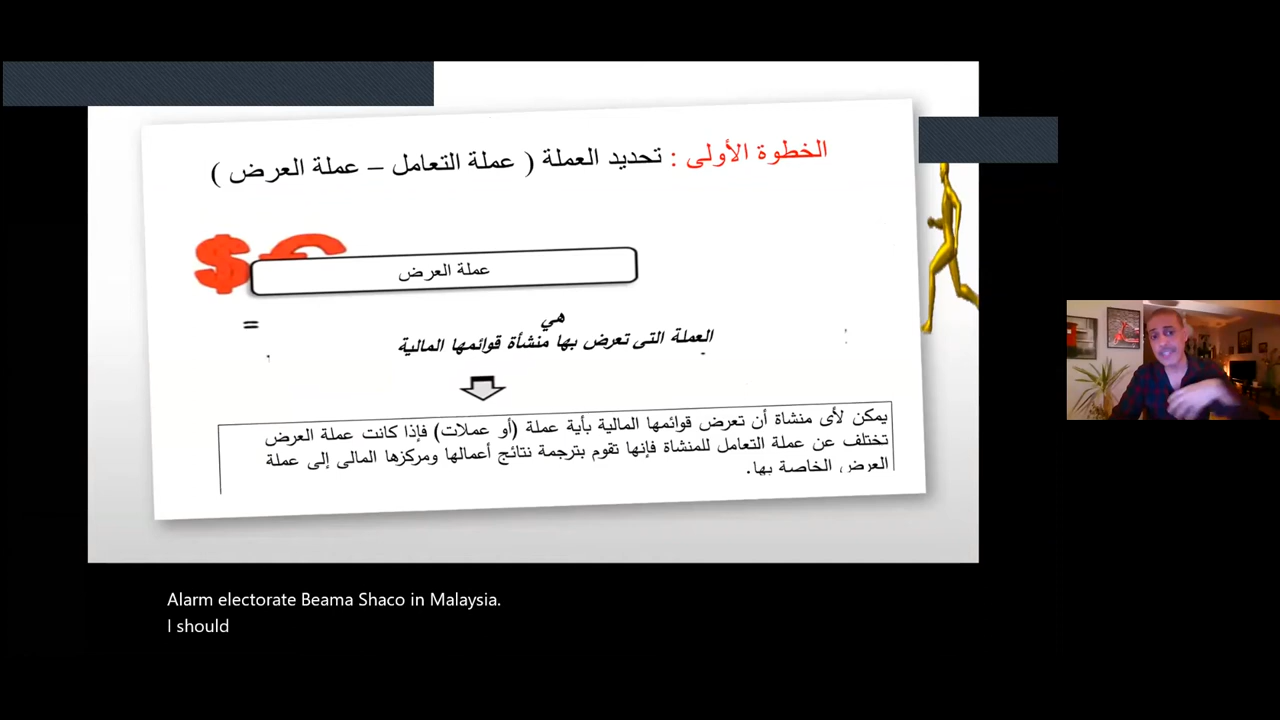 الخطوة الأولى : تحديد العملة ( عملة التعامل – عملة العرض )
$€
عملة العرض
هي
=
العملة التى تعرض بها منشأة قوائمها المالية
يمكن لأى منشاة أن تعرض قوائمها المالية بأية عملة (أو عملات) فإذا كانت عملة العرض
تختلف عن عملة التعامل للمنشاة فإنها تقوم بترجمة نتائج أعمالها ومركزها المالى إلى عملة
العرض الخاصة بها.
Alarm electorate Beama Shaco in Malaysia.
I should